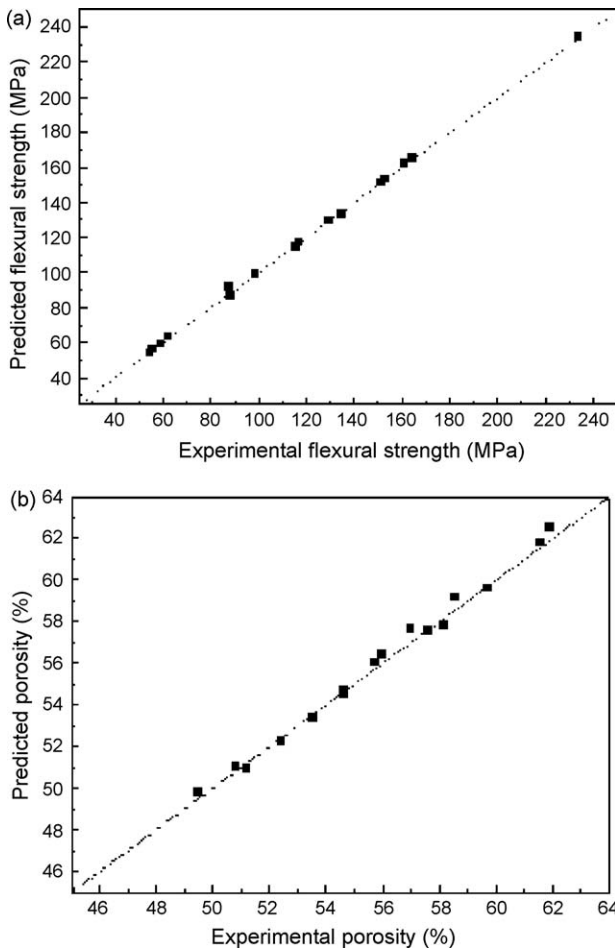 (a)
240
220
200
180
160
140
120
100
80
60
40
Predicted flexural strength (MPa)
40 60 80 100 120 140 160 180 200 220 240
Experimental flexural strength (MPa)
(b)
64
62
60
58
56
54
52
50
48
46
Predicted porosity (%)
46 48 50 52 54 56 58 60 62 64
Experimental porosity (%)